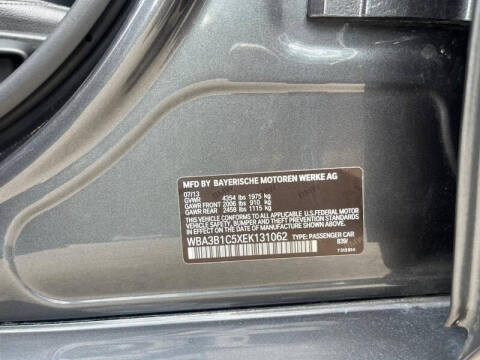 MFD BY BAYERISCHE MOTOREN WERKE AG
07/13
GVWR 4354 lbs 1975 kg
GAWR FRONT 2006 lbs 910 kg
GAWR REAR 2458 lbs 1115 kg
THIS VEHICLE CONFORMS TO ALL APPLICABLE U.S.FEDERAL MOTOR
VEHICLE SAFETY, BUMPER, AND THEFT PREVENTION
STANDARDS IN EFFECT ON THE DATE OF MANUFACTURE
SHOWN ABOVE.
WBA3B1C5XEK131062 TYPE: PASSENGER CAR
B39/